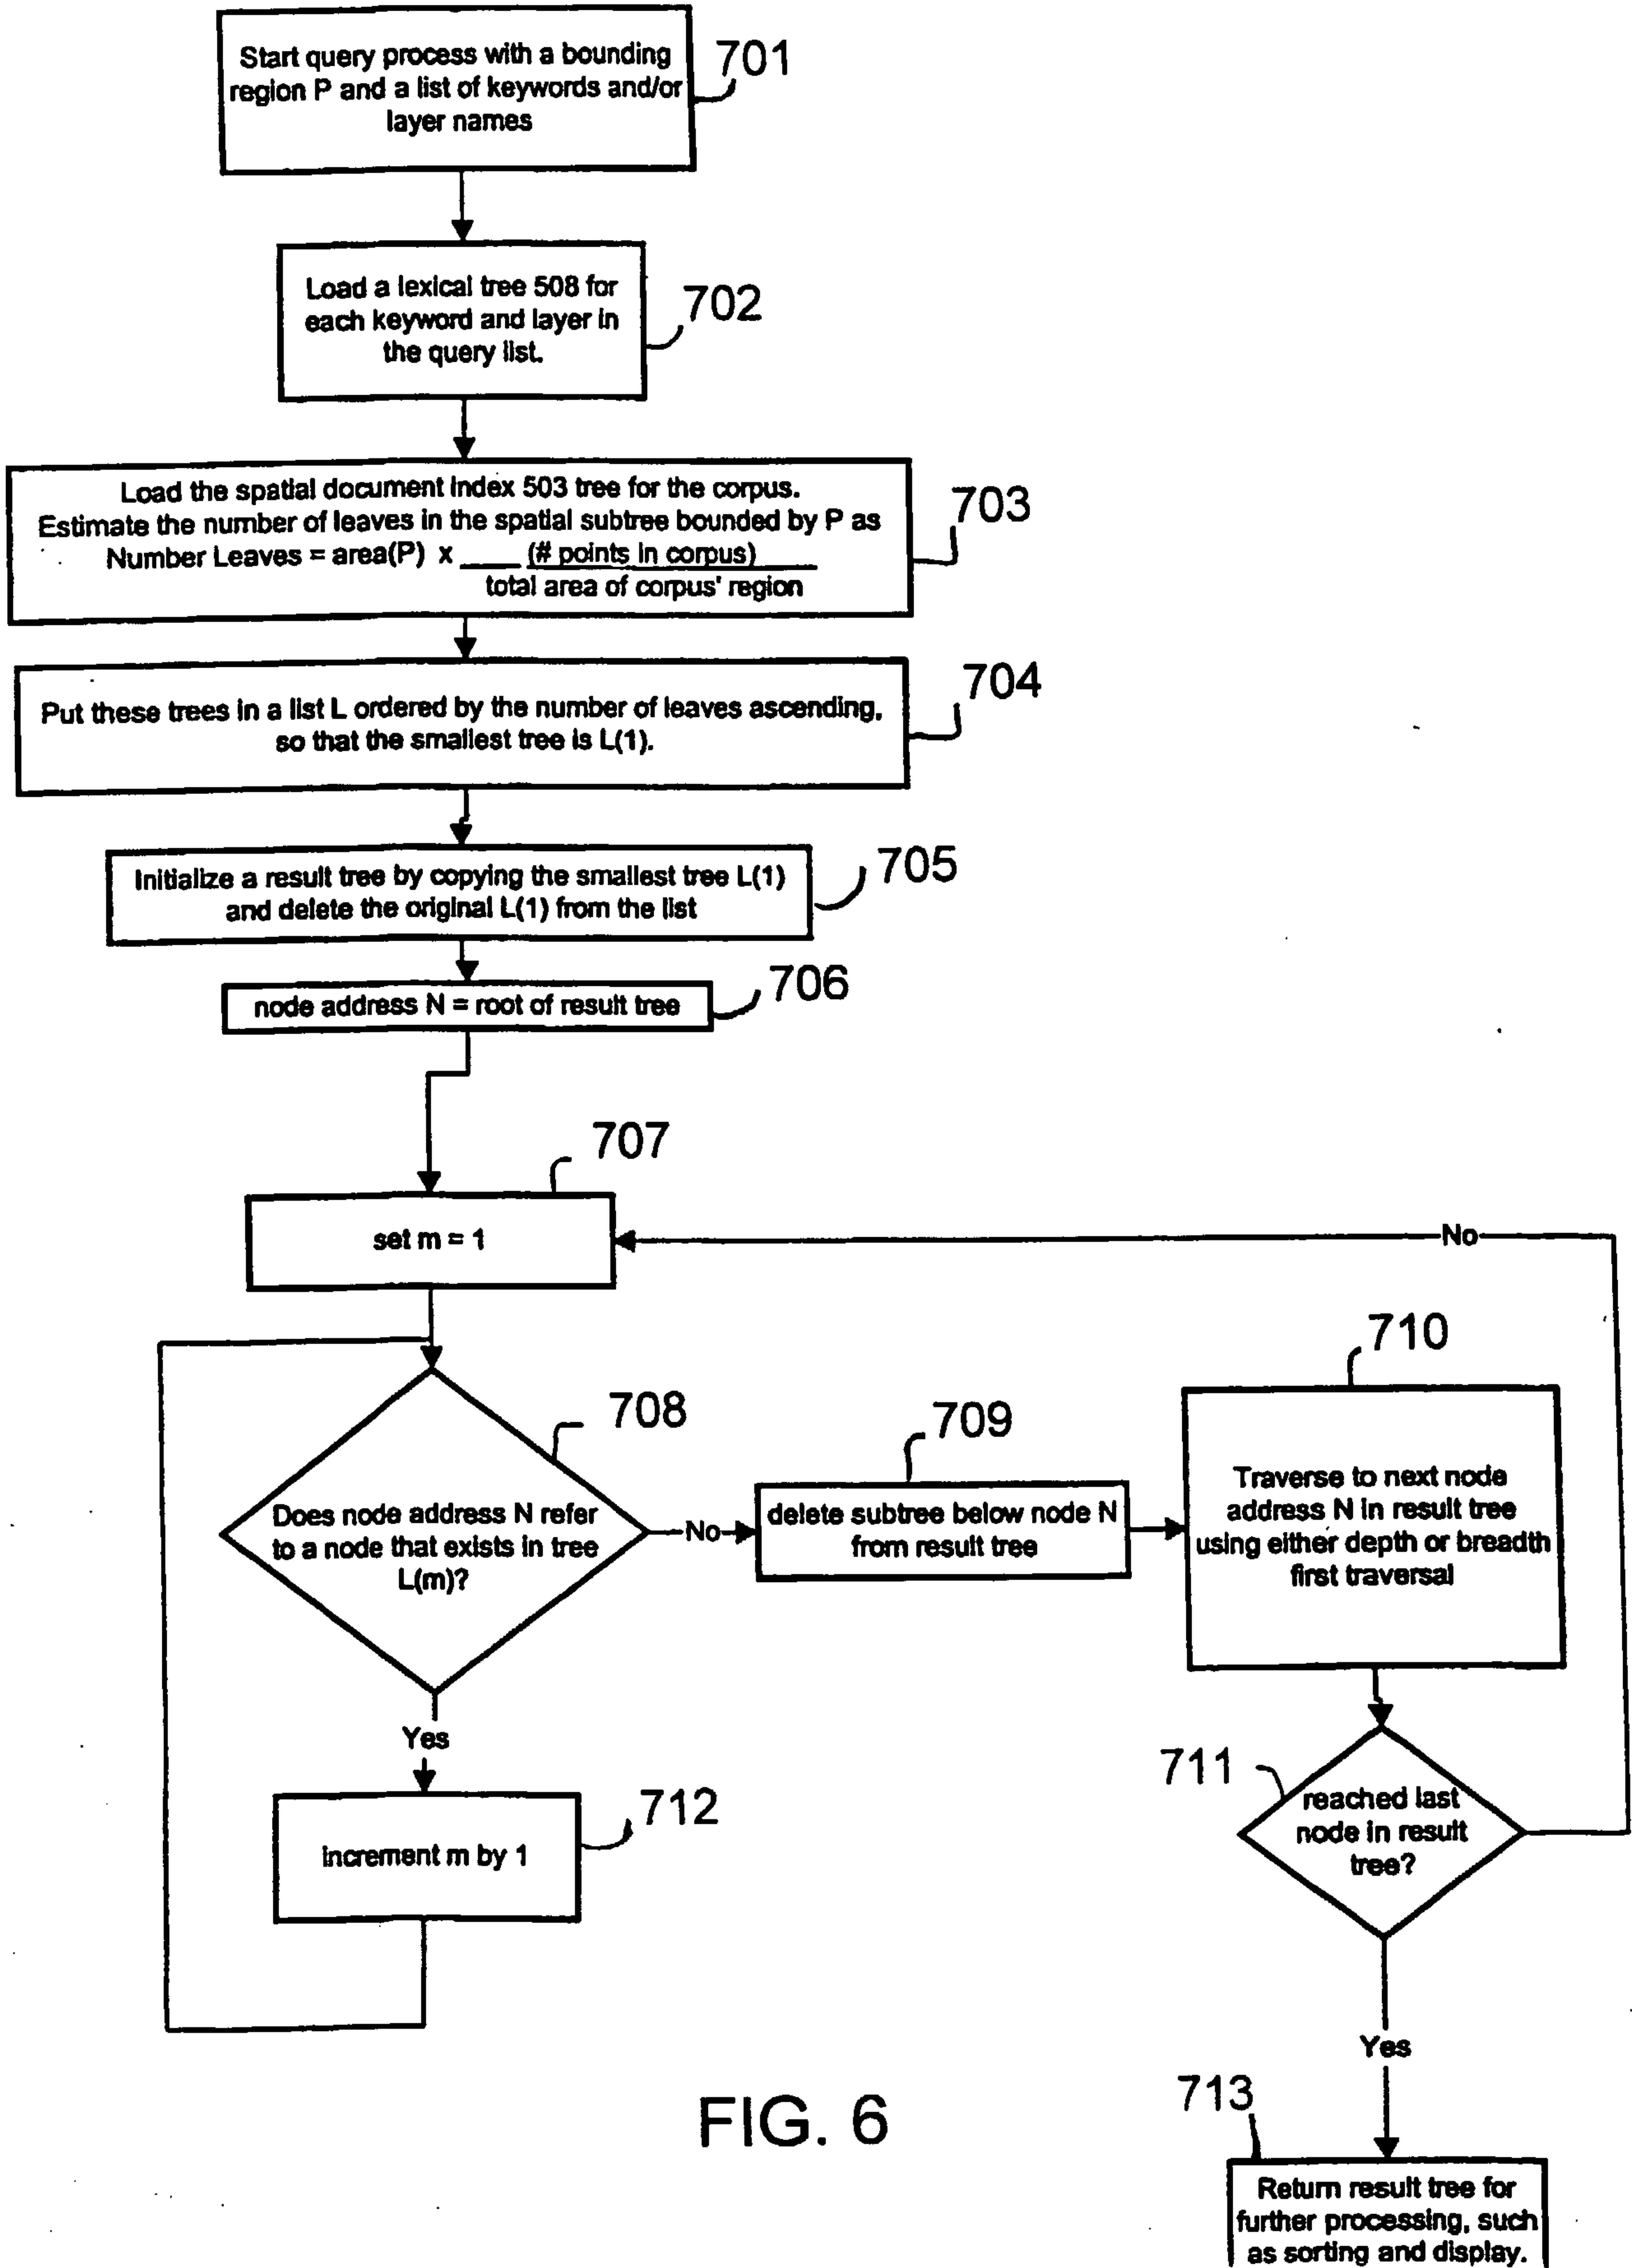 Start query process with a bounding
region P and a list of keywords and/or
layer names
701
Load a lexical tree 508 for
each keyword and layer in
the query list.
702
Load the spatial document index 503 tree for the corpus.
Estimate the number of leaves in the spatial subtree bounded by P as
Number Leaves = area(P) x ____(# points in corpus)____
total area of corpus' region
703
Put these trees in a list L ordered by the number of leaves ascending,
so that the smallest tree is L(1).
704
Initialize a result tree by copying the smallest tree L(1)
and delete the original L(1) from the list
705
node address N = root of result tree
706
707
set m = 1
No
708
Does node address N refer
to a node that exists in tree
L(m)?
No
709
delete subtree below node N
from result tree
710
Traverse to next node
address N in result tree
using either depth or breadth
first traversal
Yes
712
increment m by 1
711
reached last
node in result
tree?
Yes
713
Return result tree for
further processing, such
as sorting and display.
FIG. 6